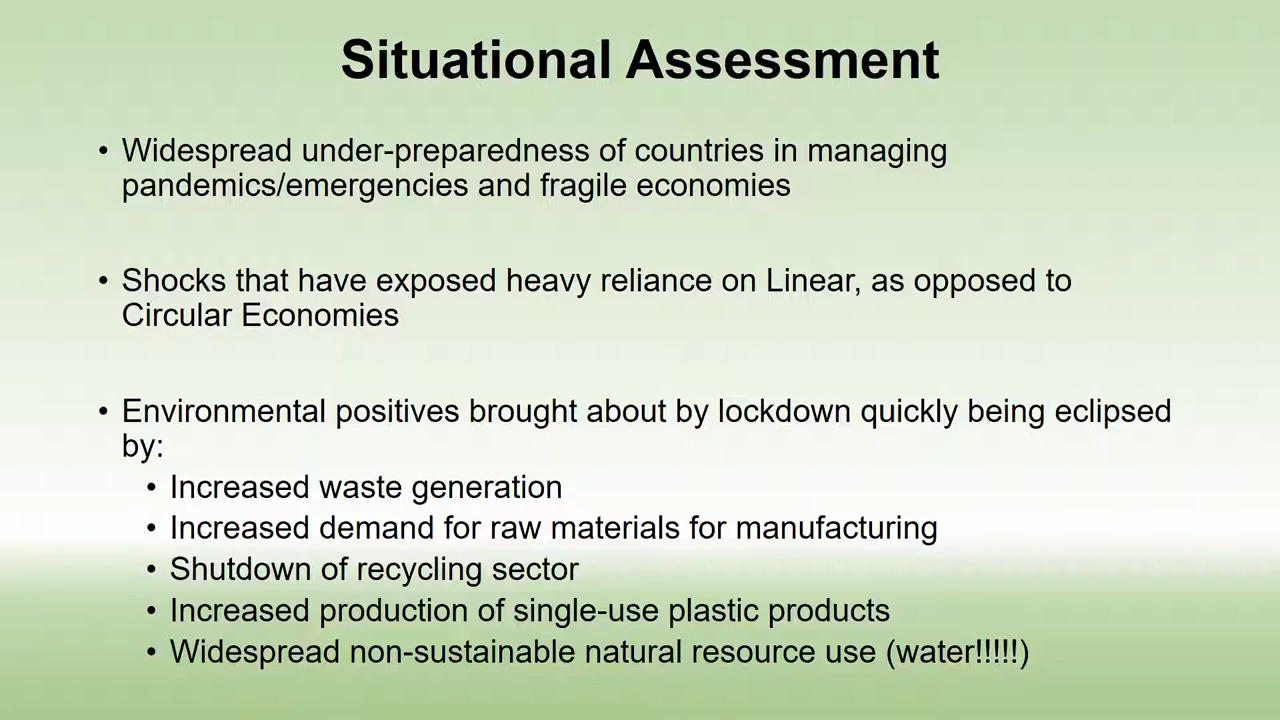 Situational Assessment
• Widespread under-preparedness of countries in managing
pandemics/emergencies and fragile economies
• Shocks that have exposed heavy reliance on Linear, as opposed to
Circular Economies
• Environmental positives brought about by lockdown quickly being eclipsed
by:
• Increased waste generation
• Increased demand for raw materials for manufacturing
• Shutdown of recycling sector
• Increased production of single-use plastic products
• Widespread non-sustainable natural resource use (water!!!!!)